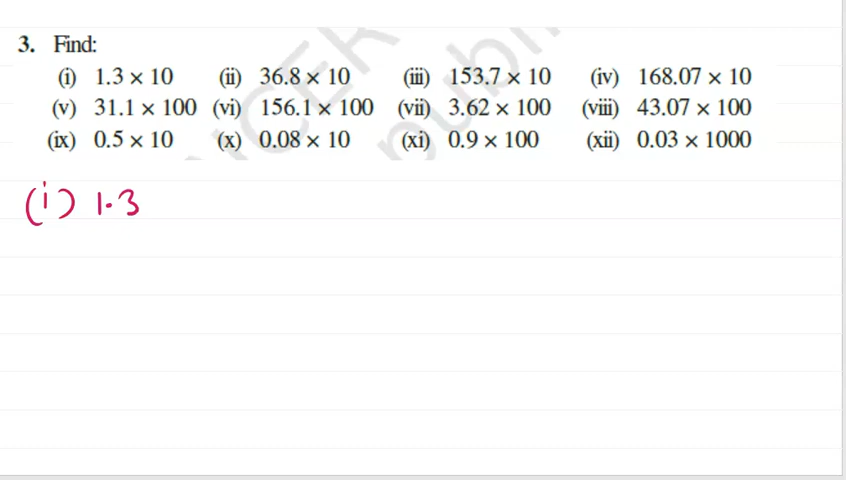 3. Find:
(i) 1.3 × 10 (ii) 36.8 × 10 (iii) 153.7 × 10 (iv) 168.07 × 10
(v) 31.1 × 100 (vi) 156.1 × 100 (vii) 3.62 × 100 (viii) 43.07 × 100
(ix) 0.5 × 10 (x) 0.08 × 10 (xi) 0.9 × 100 (xii) 0.03 × 1000
(i) 1.3